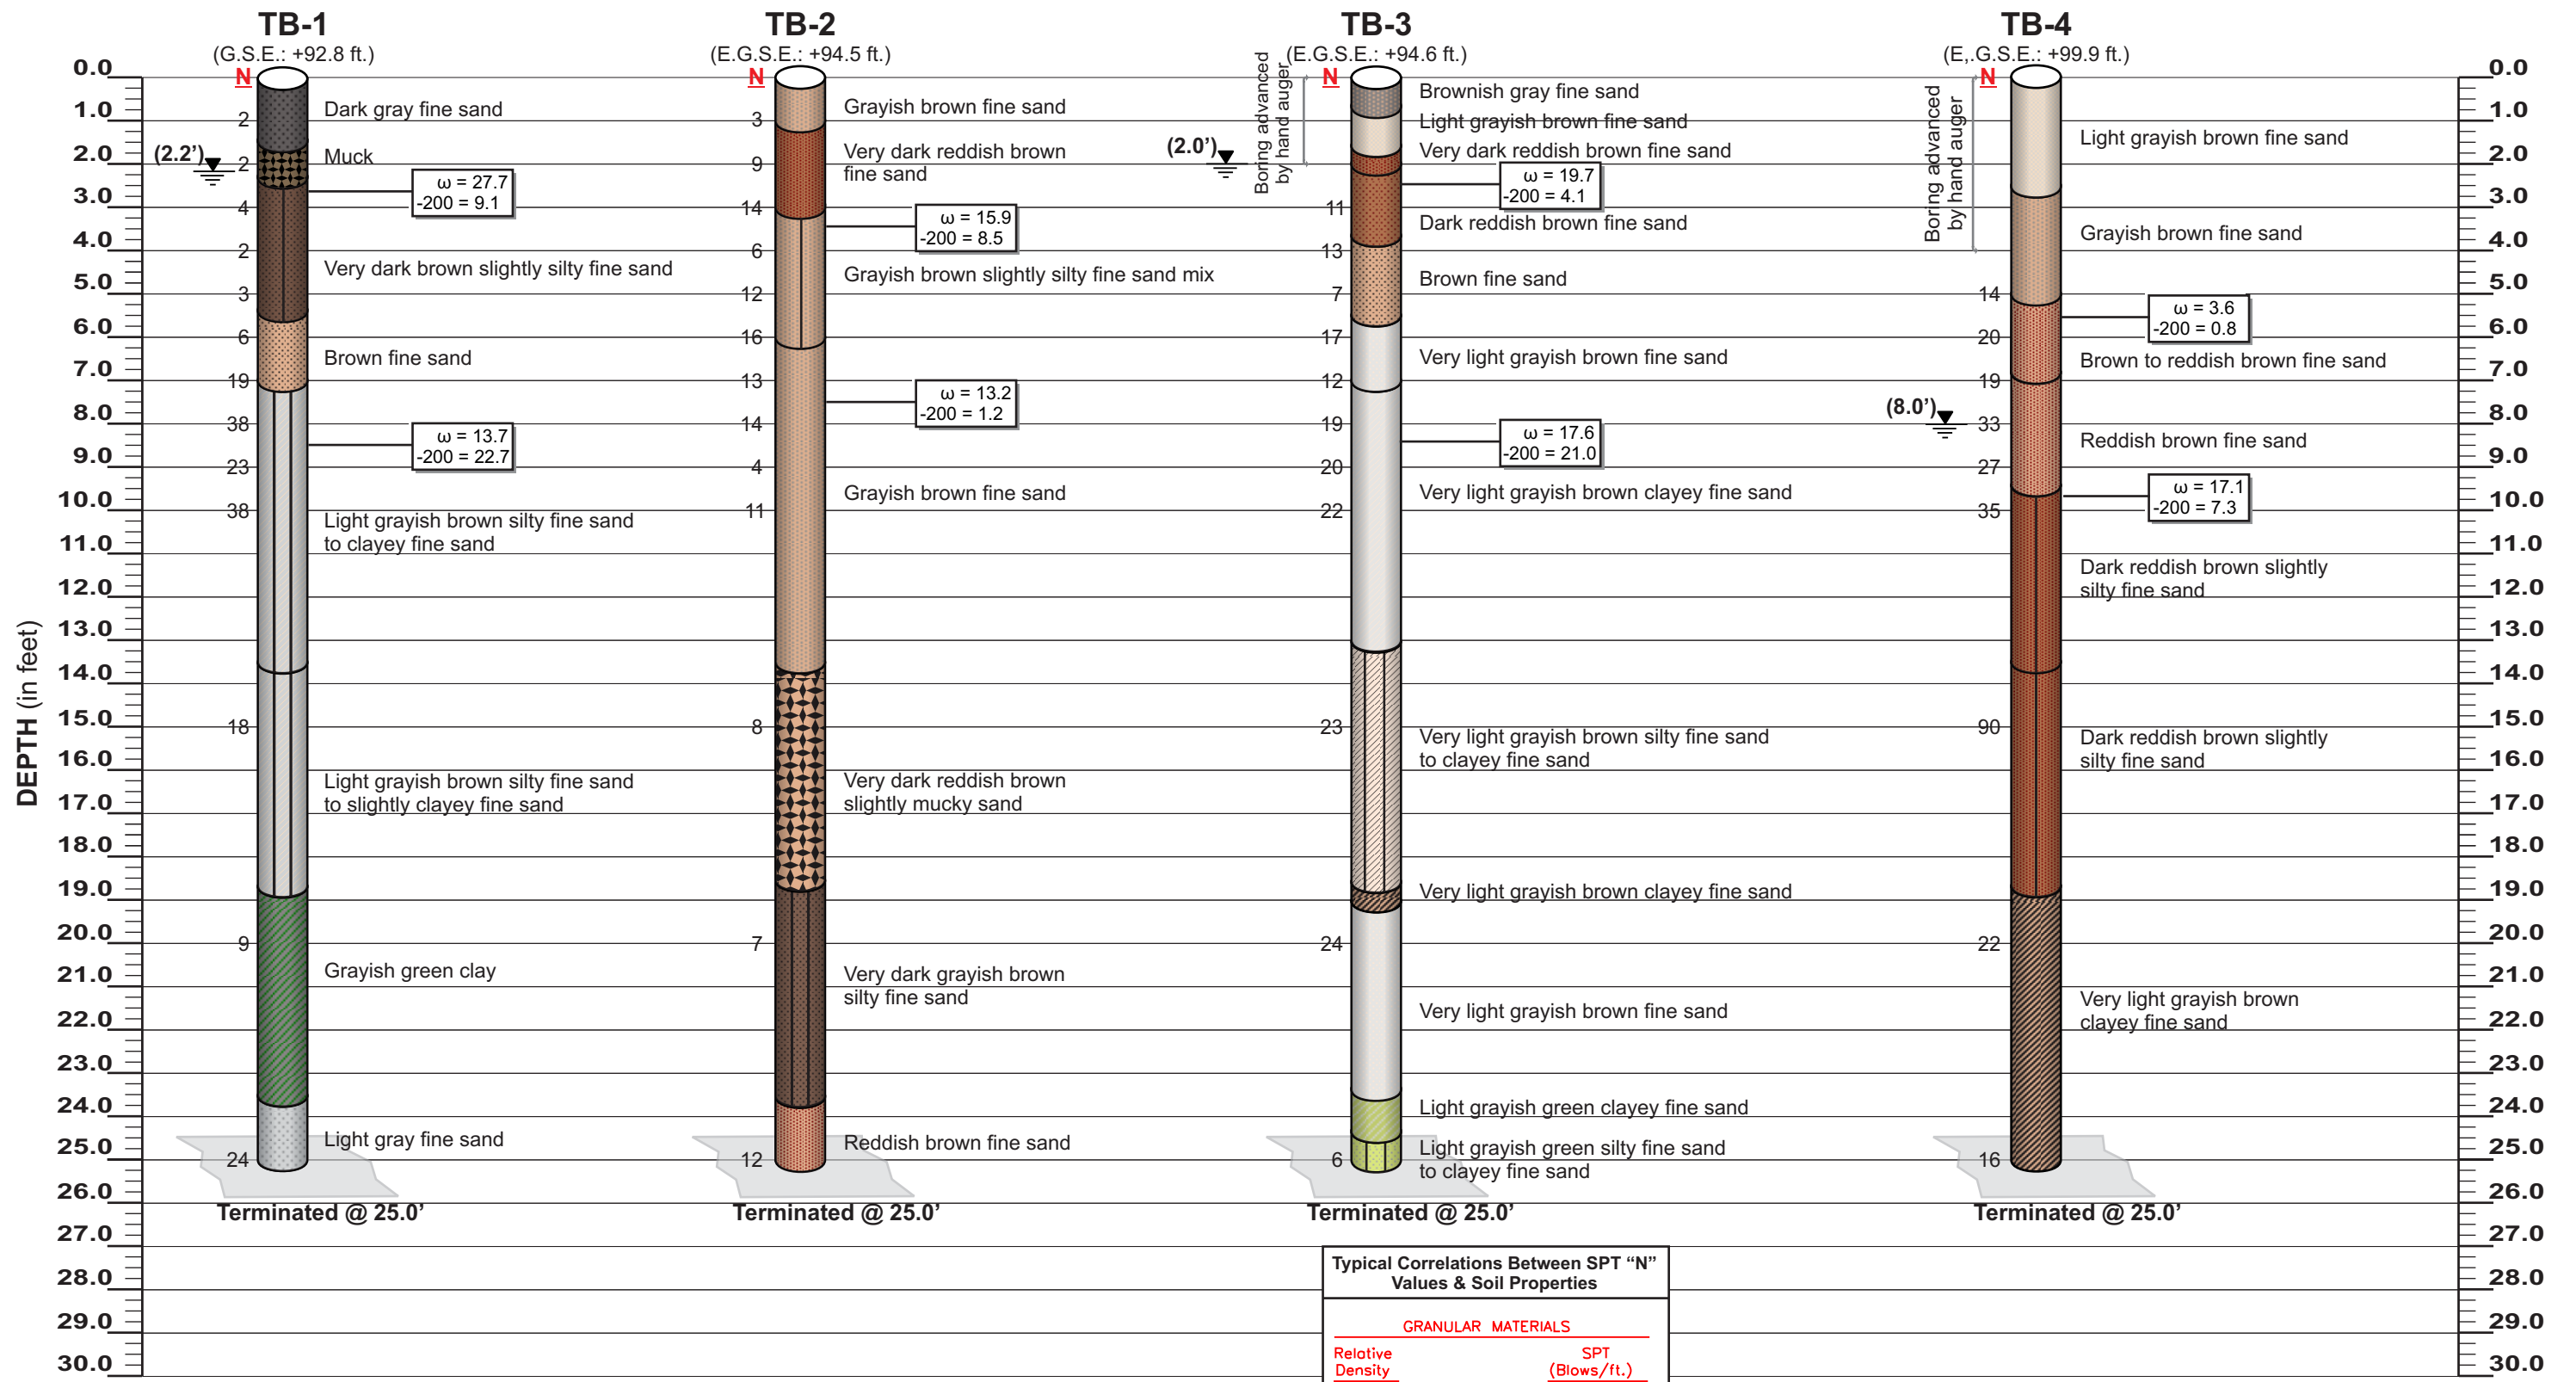 TB-1
(G.S.E.: +92.8 ft.)
TB-2
(E.G.S.E.: +94.5 ft.)
TB-3
(E.G.S.E.: +94.6 ft.)
TB-4
(E,.G.S.E.: +99.9 ft.)
DEPTH (in feet)
0.0
1.0
2.0
3.0
4.0
5.0
6.0
7.0
8.0
9.0
10.0
11.0
12.0
13.0
14.0
15.0
16.0
17.0
18.0
19.0
20.0
21.0
22.0
23.0
24.0
25.0
26.0
27.0
28.0
29.0
30.0
N
2
2
4
2
3
6
19
38
23
38
18
9
24
(2.2’)
Dark gray fine sand
Muck
ω = 27.7
-200 = 9.1
Very dark brown slightly silty fine sand
Brown fine sand
ω = 13.7
-200 = 22.7
Light grayish brown silty fine sand
to clayey fine sand
Light grayish brown silty fine sand
to slightly clayey fine sand
Grayish green clay
Light gray fine sand
Terminated @ 25.0’
N
3
9
14
6
12
16
13
14
4
11
8
7
12
Grayish brown fine sand
Very dark reddish brown
fine sand
ω = 15.9
-200 = 8.5
Grayish brown slightly silty fine sand mix
ω = 13.2
-200 = 1.2
Grayish brown fine sand
Very dark reddish brown
slightly mucky sand
Very dark grayish brown
silty fine sand
Reddish brown fine sand
Terminated @ 25.0’
Boring advanced
by hand auger
(2.0’)
N
11
13
7
17
12
19
20
22
23
24
6
Brownish gray fine sand
Light grayish brown fine sand
Very dark reddish brown fine sand
ω = 19.7
-200 = 4.1
Dark reddish brown fine sand
Brown fine sand
Very light grayish brown fine sand
ω = 17.6
-200 = 21.0
Very light grayish brown clayey fine sand
Very light grayish brown silty fine sand
to clayey fine sand
Very light grayish brown clayey fine sand
Very light grayish brown fine sand
Light grayish green clayey fine sand
Light grayish green silty fine sand
to clayey fine sand
Terminated @ 25.0’
Boring advanced
by hand auger
(8.0’)
N
14
20
19
33
27
35
90
22
16
Light grayish brown fine sand
Grayish brown fine sand
ω = 3.6
-200 = 0.8
Brown to reddish brown fine sand
Reddish brown fine sand
ω = 17.1
-200 = 7.3
Dark reddish brown slightly
silty fine sand
Dark reddish brown slightly
silty fine sand
Very light grayish brown
clayey fine sand
Terminated @ 25.0’
0.0
1.0
2.0
3.0
4.0
5.0
6.0
7.0
8.0
9.0
10.0
11.0
12.0
13.0
14.0
15.0
16.0
17.0
18.0
19.0
20.0
21.0
22.0
23.0
24.0
25.0
26.0
27.0
28.0
29.0
30.0
Typical Correlations Between SPT “N”
Values & Soil Properties
GRANULAR MATERIALS
Relative SPT
Density (Blows/ft.)